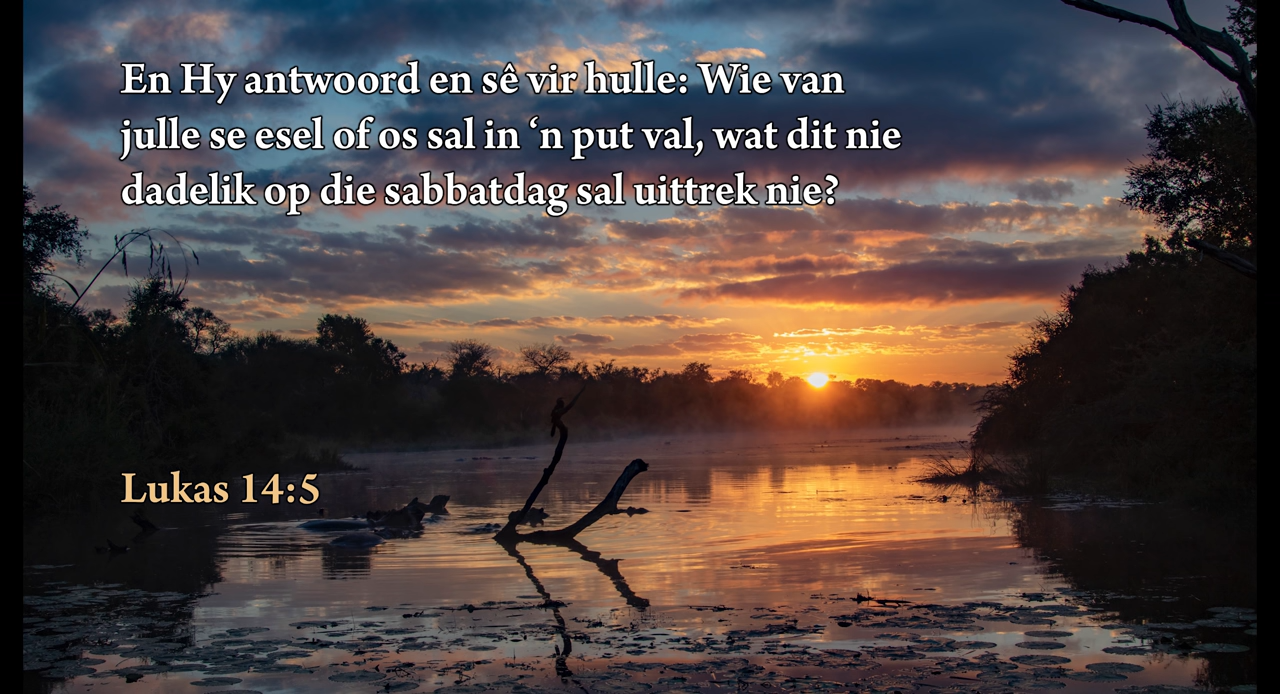 En Hy antwoord en sê vir hulle: Wie van
julle se esel of os sal in ‘n put val, wat dit nie
dadelik op die sabbatdag sal uittrek nie?
Lukas 14:5